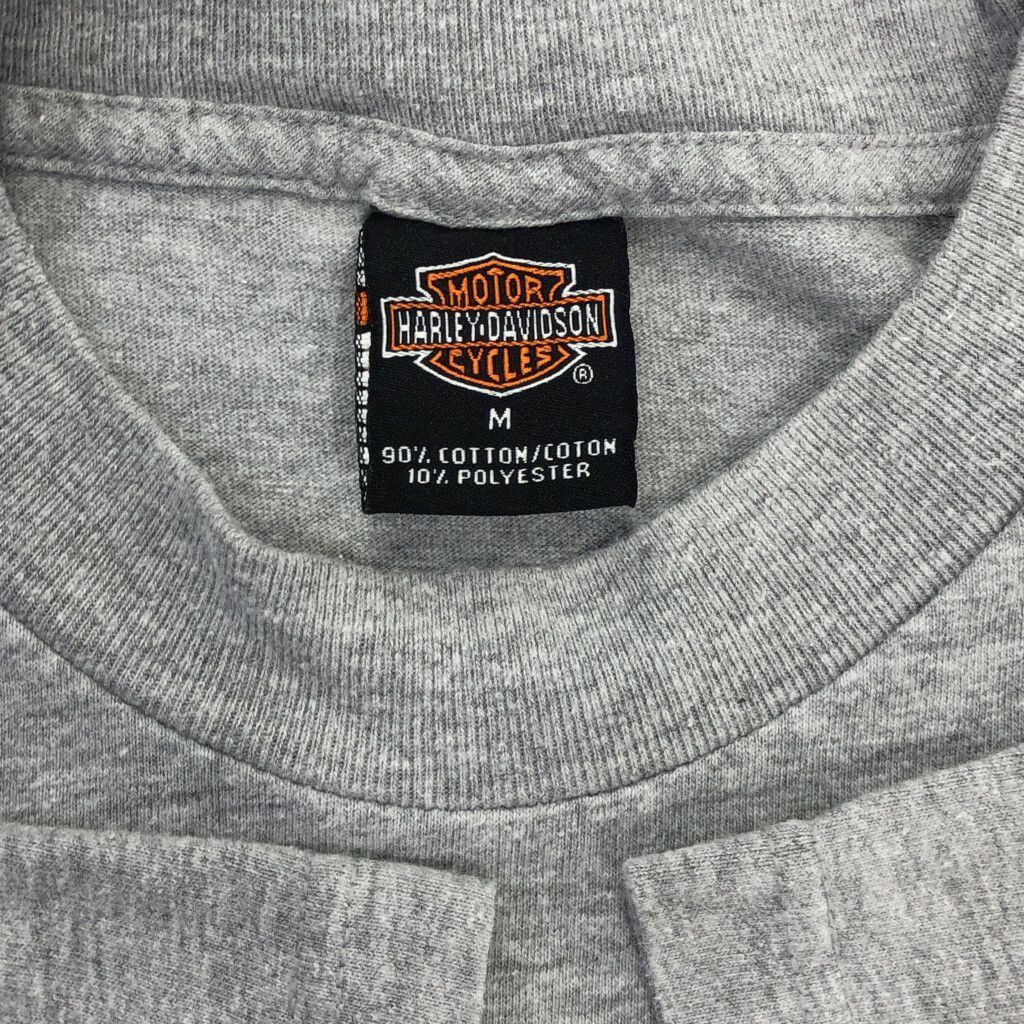 MOTOR
HARLEY-DAVIDSON
CYCLES
®
M
90% COTTON/COTON
10% POLYESTER